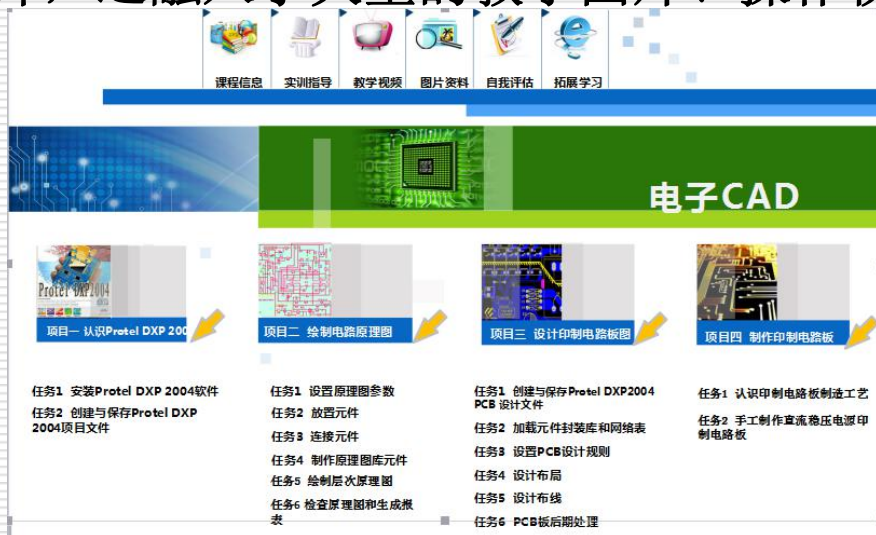 课程信息 实训指导 教学视频 图片资料 自我评估 拓展学习
电子CAD
Protel DXP2004
项目一 认识Protel DXP 200
项目二 绘制电路原理图
项目三 设计印制电路板图
项目四 制作印制电路板
任务1 安装Protel DXP 2004软件
任务2 创建与保存Protel DXP
2004项目文件
任务1 设置原理图参数
任务2 放置元件
任务3 连接元件
任务4 制作原理图库元件
任务5 绘制层次原理图
任务6 检查原理图和生成报
表
任务1 创建与保存Protel DXP2004
PCB 设计文件
任务2 加载元件封装库和网络表
任务3 设置PCB设计规则
任务4 设计布局
任务5 设计布线
任务6 PCB板后期处理
任务1 认识印制电路板制造工艺
任务2 手工制作直流稳压电源印
制电路板